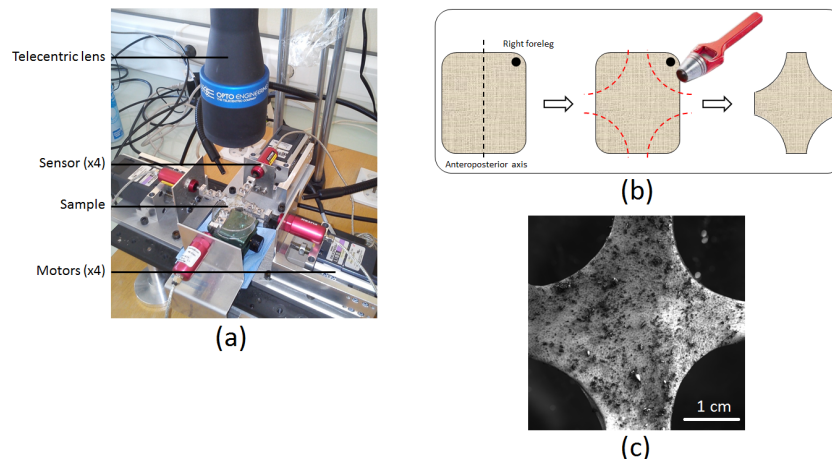 Telecentric lens
OPTO ENGINEERING
Sensor (x4)
Sample
Motors (x4)
(a)
Right foreleg
Anteroposterior axis
(b)
1 cm
(c)